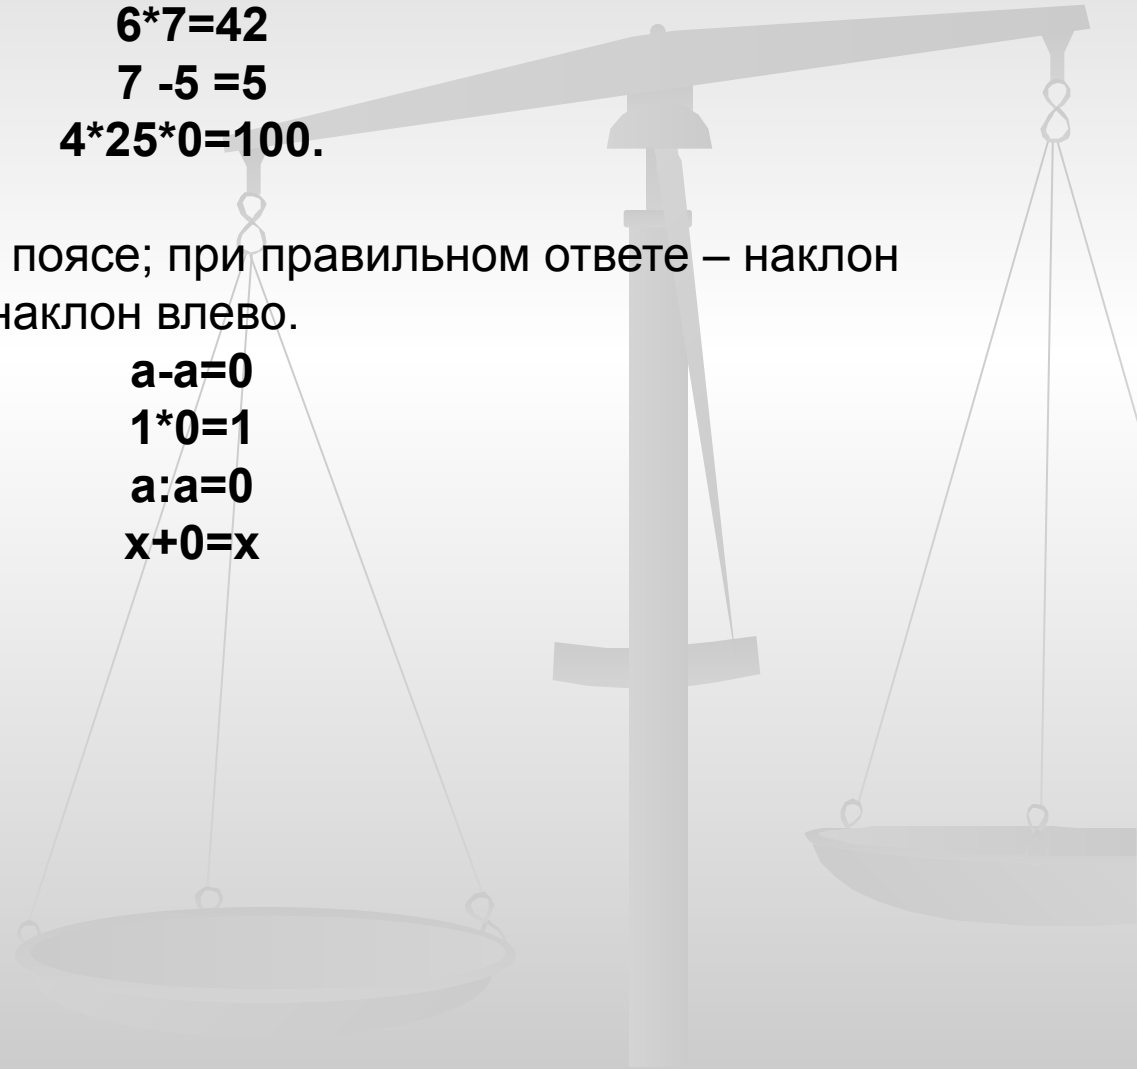 6*7=42
7 -5 =5
4*25*0=100.
поясе; при правильном ответе – наклон
наклон влево.
а-а=0
1*0=1
а:а=0
х+0=х